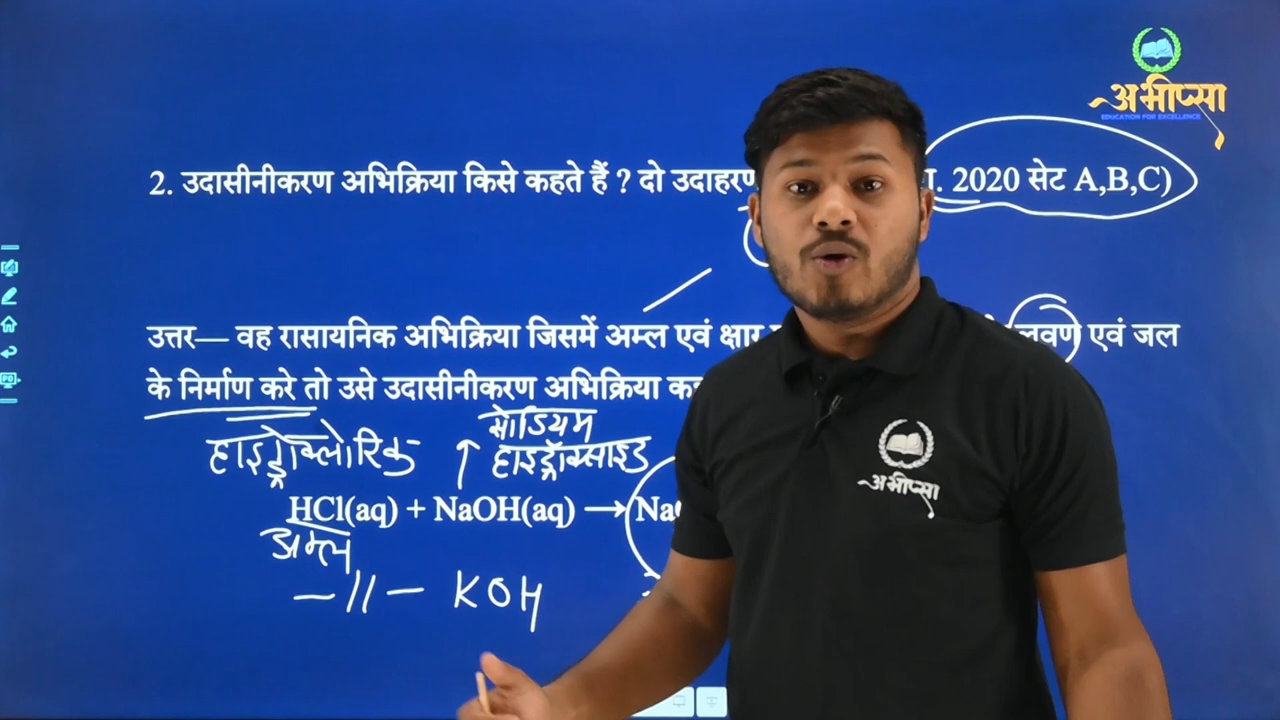 अभीप्सा
EDUCATION FOR EXCELLENCE
2. उदासीनीकरण अभिक्रिया किसे कहते हैं ? दो उदाहरण 2020 सेट A,B,C)
उत्तर— वह रासायनिक अभिक्रिया जिसमें अम्ल एवं क्षार लवण एवं जल
के निर्माण करे तो उसे उदासीनीकरण अभिक्रिया
सोडियम
हाइड्रोक्लोरिक ↑ हाइड्रॉक्साइड
HCl(aq) + NaOH(aq) → Na
अम्ल
—//— KOH
अभीप्सा